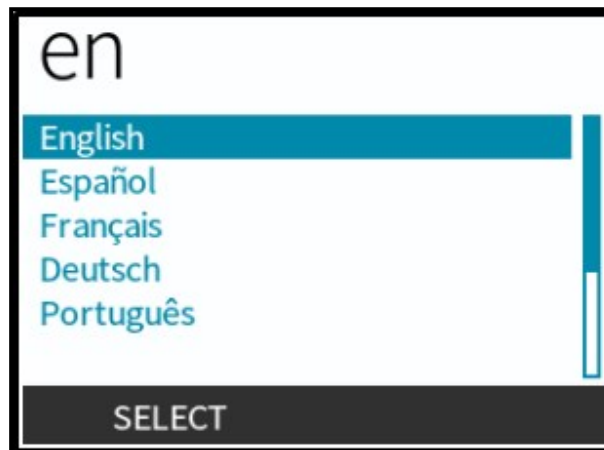 en
English
Español
Français
Deutsch
Português
SELECT